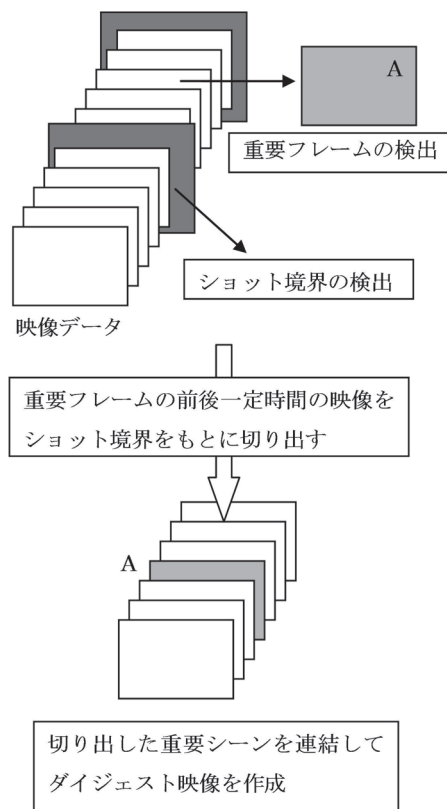 A
重要フレームの検出
ショット境界の検出
映像データ
重要フレームの前後一定時間の映像を
ショット境界をもとに切り出す
A
切り出した重要シーンを連結して
ダイジェスト映像を作成